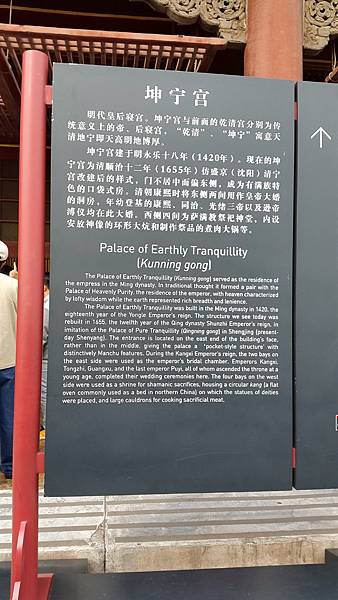 坤宁宫
明代皇后寝宫。坤宁宫与前面的乾清宫分别为传
统意义上的帝、后寝宫，“乾清”、“坤宁”寓意天
清地宁即天高明地博厚。
坤宁宫建于明永乐十八年（1420年）。现在的坤
宁宫为清顺治十二年（1655年）仿盛京（沈阳）清宁
宫改建后的样式，门不居中而偏东侧，成为有满族特
色的口袋式房。清朝康熙时将东侧两间用作皇帝大婚
的洞房，年幼登基的康熙、同治、光绪三帝以及逊帝
溥仪均在此大婚。西侧四间为萨满教祭祀神堂，内设
安放神像的环形大炕和制作祭品的煮肉大锅等。
Palace of Earthly Tranquillity
(Kunning gong)
The Palace of Earthly Tranquillity (Kunning gong) served as the residence of
the empress in the Ming dynasty. In traditional thought it formed a pair with the
Palace of Heavenly Purity, the residence of the emperor, with heaven characterized
by lofty wisdom while the earth represented rich breadth and lenience.
The Palace of Earthly Tranquillity was built in the Ming dynasty in 1420, the
eighteenth year of the Yongle Emperor's reign. The structure we see today was
rebuilt in 1655, the twelfth year of the Qing dynasty Shunzhi Emperor's reign, in
imitation of the Palace of Pure Tranquillity (Qingning gong) in Shengjing (present-
day Shenyang). The entrance is located on the east end of the building's face,
rather than in the middle, giving the palace a 'pocket-style structure' with
distinctively Manchu features. During the Kangxi Emperor's reign, the two bays on
the east side were used as the emperor's bridal chamber. Emperors Kangxi,
Tongzhi, Guangxu, and the last emperor Puyi, all of whom ascended the throne at a
young age, completed their wedding ceremonies here. The four bays on the west
side were used as a shrine for shamanic sacrifices, housing a circular kang (a flat
oven commonly used as a bed in northern China) on which the statues of deities
were placed, and large cauldrons for cooking sacrificial meat.